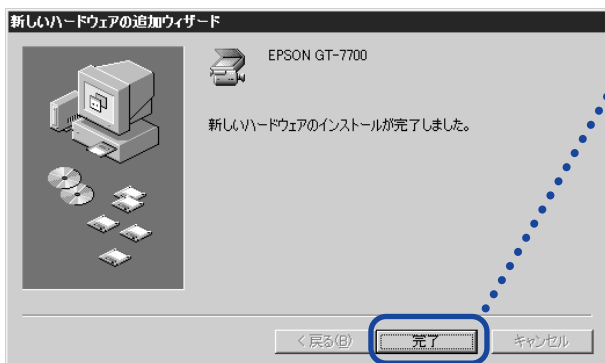 新しいハードウェアの追加ウィザード
EPSON GT-7700
新しいハードウェアのインストールが完了しました。
< 戻る(B)
完了
キャンセル